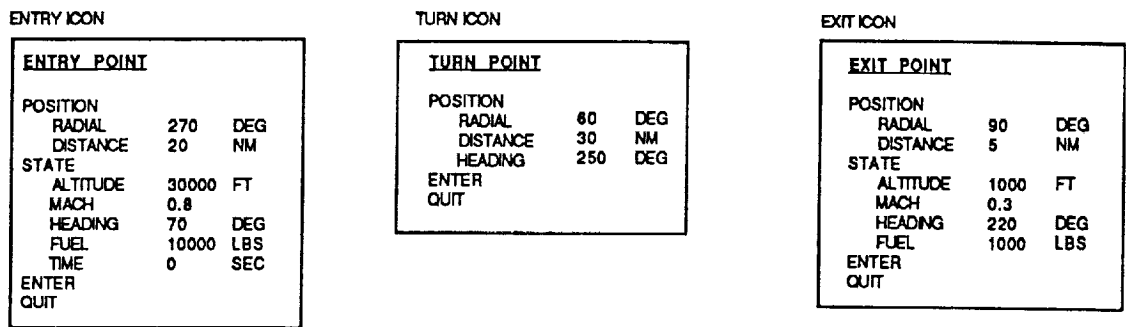 ENTRY ICON
ENTRY POINT
POSITION
RADIAL 270 DEG
DISTANCE 20 NM
STATE
ALTITUDE 30000 FT
MACH 0.8
HEADING 70 DEG
FUEL 10000 LBS
TIME 0 SEC
ENTER
QUIT
TURN ICON
TURN POINT
POSITION
RADIAL 60 DEG
DISTANCE 30 NM
HEADING 250 DEG
ENTER
QUIT
EXIT ICON
EXIT POINT
POSITION
RADIAL 90 DEG
DISTANCE 5 NM
STATE
ALTITUDE 1000 FT
MACH 0.3
HEADING 220 DEG
FUEL 1000 LBS
ENTER
QUIT